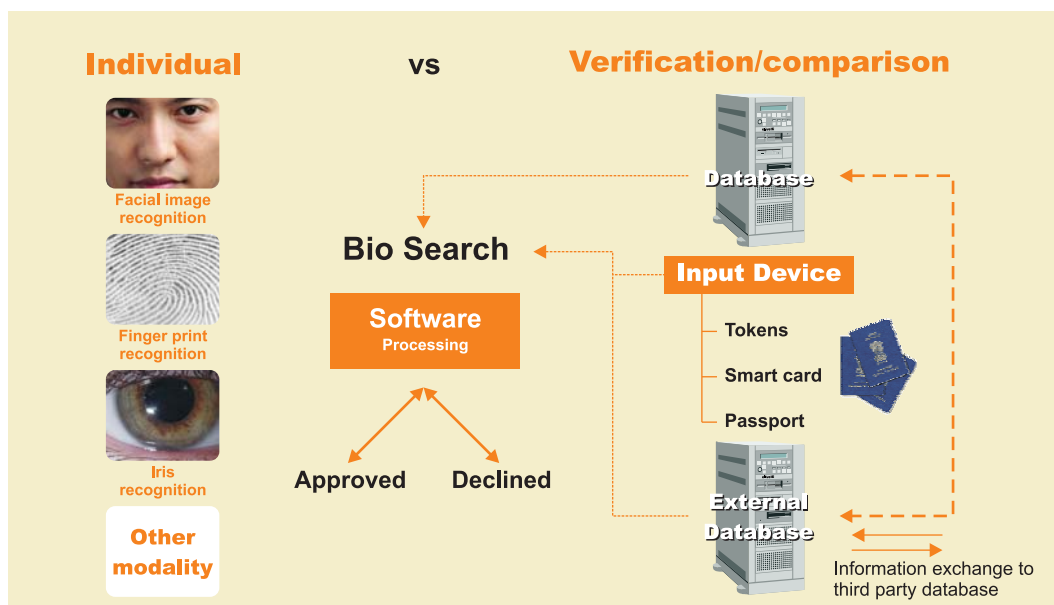 Individual
vs
Verification/comparison
Facial image
recognition
Finger print
recognition
Iris
recognition
Other
modality
Bio Search
Software
Processing
Approved
Declined
Database
Input Device
Tokens
Smart card
Passport
External
Database
Information exchange to
third party database